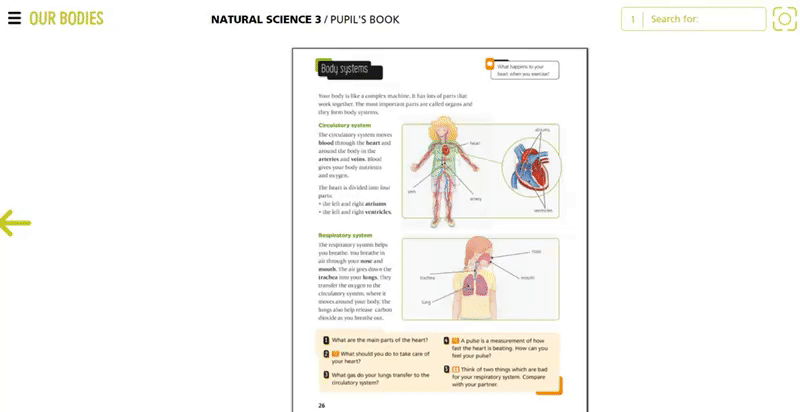 OUR BODIES
NATURAL SCIENCE 3 / PUPIL'S BOOK
1
Search for:
Body systems
What happens to your
heart when you exercise?
Your body is like a complex machine. It has lots of parts that
work together. The most important parts are called organs and
they form body systems.
Circulatory system
The circulatory system moves
blood through the heart and
around the body in the
arteries and veins. Blood
gives your body nutrients
and oxygen.
The heart is divided into four
parts:
• the left and right atriums
• the left and right ventricles.
heart
vein
artery
atriums
ventricles
Respiratory system
The respiratory system helps
you breathe. You breathe in
air through your nose and
mouth. The air goes down the
trachea into your lungs. They
transfer the oxygen to the
circulatory system, where it
moves around your body. The
lungs also help release carbon
dioxide as you breathe out.
nose
trachea
mouth
lung
1 What are the main parts of the heart?
2 What should you do to take care of
your heart?
3 What gas do your lungs transfer to the
circulatory system?
4 A pulse is a measurement of how
fast the heart is beating. How can you
feel your pulse?
5 Think of two things which are bad
for your respiratory system. Compare
with your partner.
26